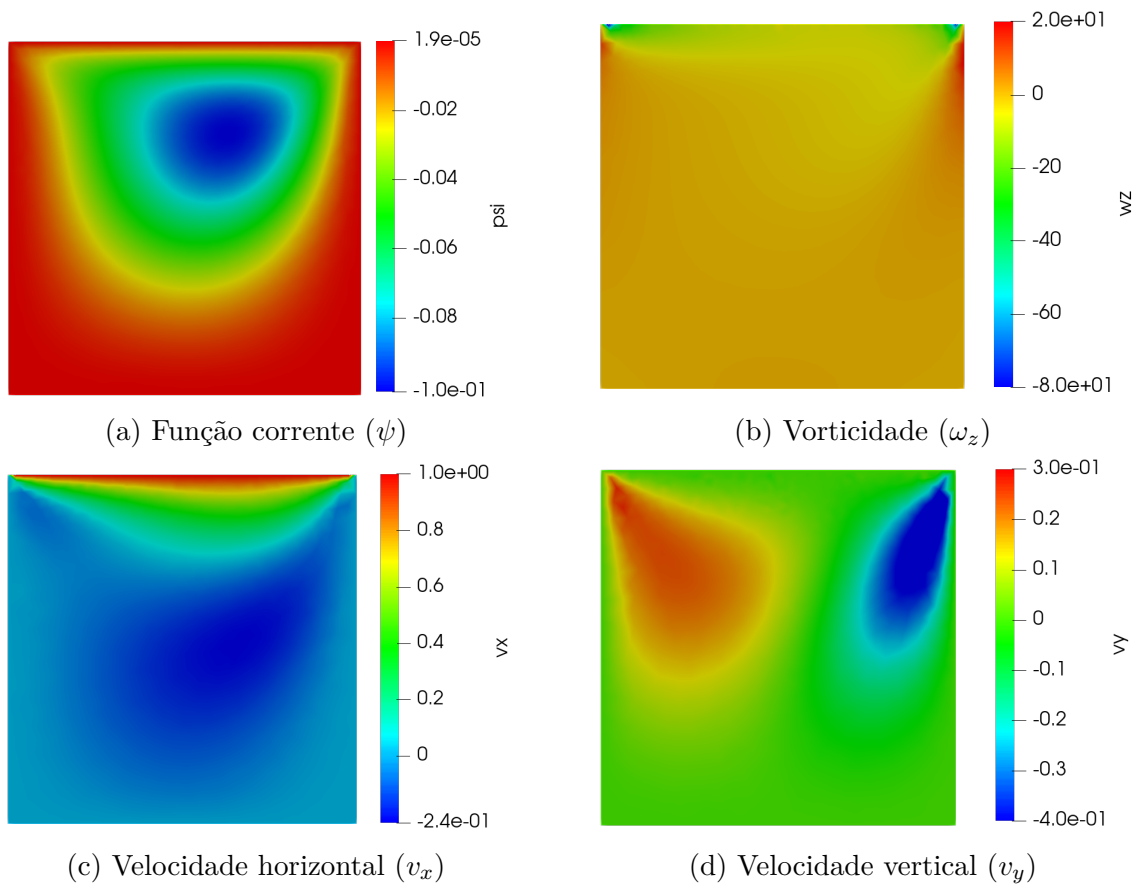 1.9e-05
-0.02
-0.04
-0.06
-0.08
-1.0e-01
psi
(a) Função corrente (ψ)
2.0e+01
0
-20
-40
-60
-8.0e+01
wz
(b) Vorticidade (ω_z)
1.0e+00
0.8
0.6
0.4
0.2
0
-2.4e-01
vx
(c) Velocidade horizontal (v_x)
3.0e-01
0.2
0.1
0
-0.1
-0.2
-0.3
-4.0e-01
vy
(d) Velocidade vertical (v_y)